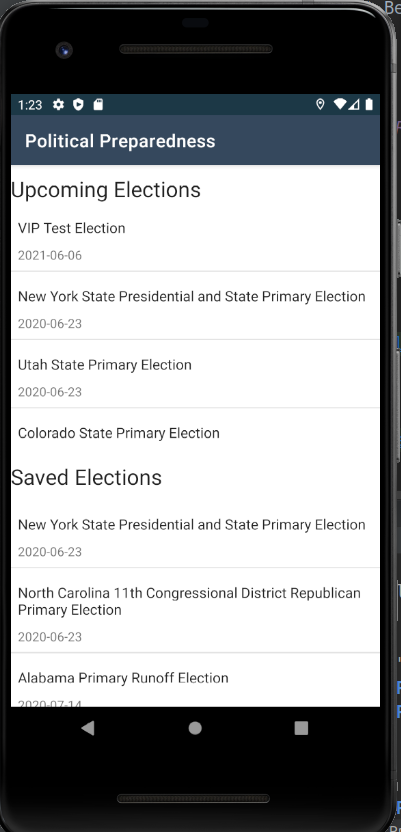 1:23
Political Preparedness
Upcoming Elections
VIP Test Election
2021-06-06
New York State Presidential and State Primary Election
2020-06-23
Utah State Primary Election
2020-06-23
Colorado State Primary Election
Saved Elections
New York State Presidential and State Primary Election
2020-06-23
North Carolina 11th Congressional District Republican
Primary Election
2020-06-23
Alabama Primary Runoff Election
2020-07-14